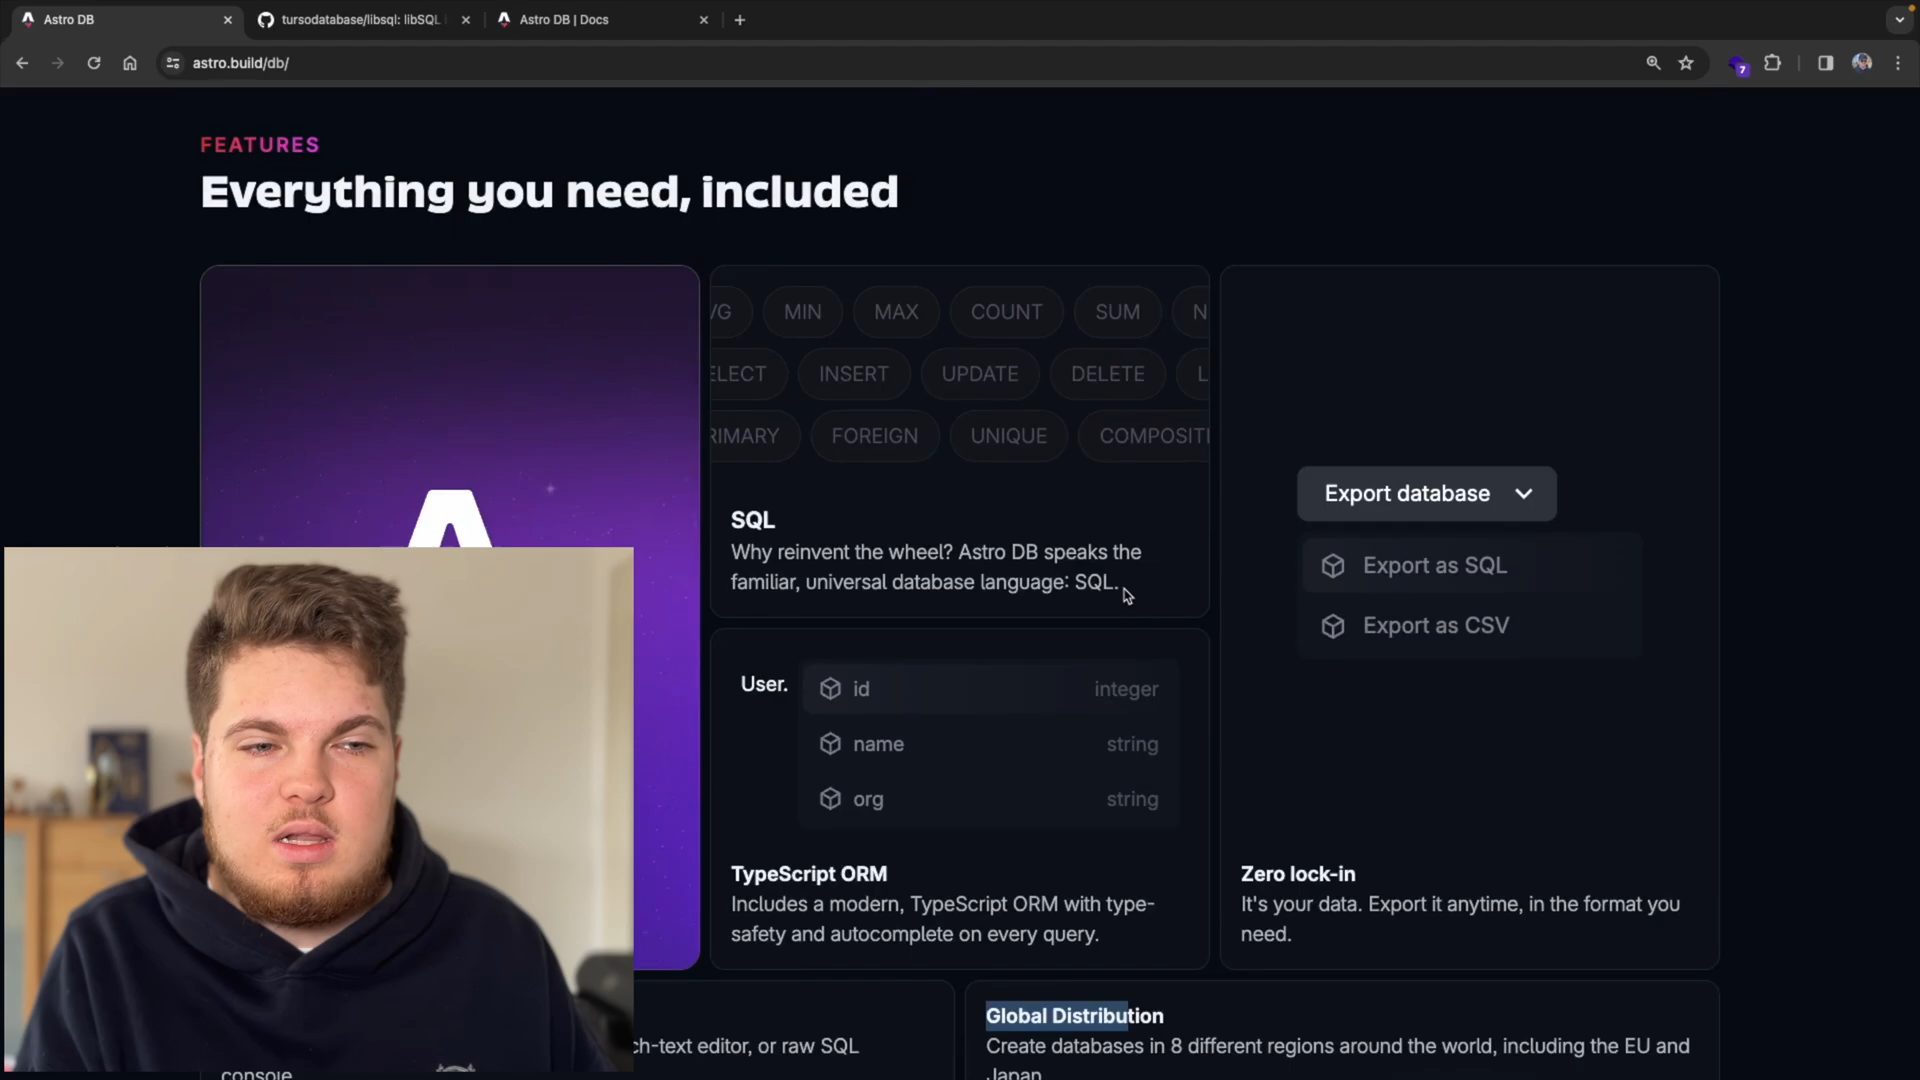 Astro DB
tursodatabase/libsql: libSQL
Astro DB | Docs
astro.build/db/
7
FEATURES
Everything you need, included
VG MIN MAX COUNT SUM N
ELECT INSERT UPDATE DELETE L
RIMARY FOREIGN UNIQUE COMPOSITI
SQL
Why reinvent the wheel? Astro DB speaks the
familiar, universal database language: SQL.
User.
id integer
name string
org string
TypeScript ORM
Includes a modern, TypeScript ORM with type-
safety and autocomplete on every query.
Export database
Export as SQL
Export as CSV
Zero lock-in
It's your data. Export it anytime, in the format you
need.
ch-text editor, or raw SQL
console
Global Distribution
Create databases in 8 different regions around the world, including the EU and
Japan